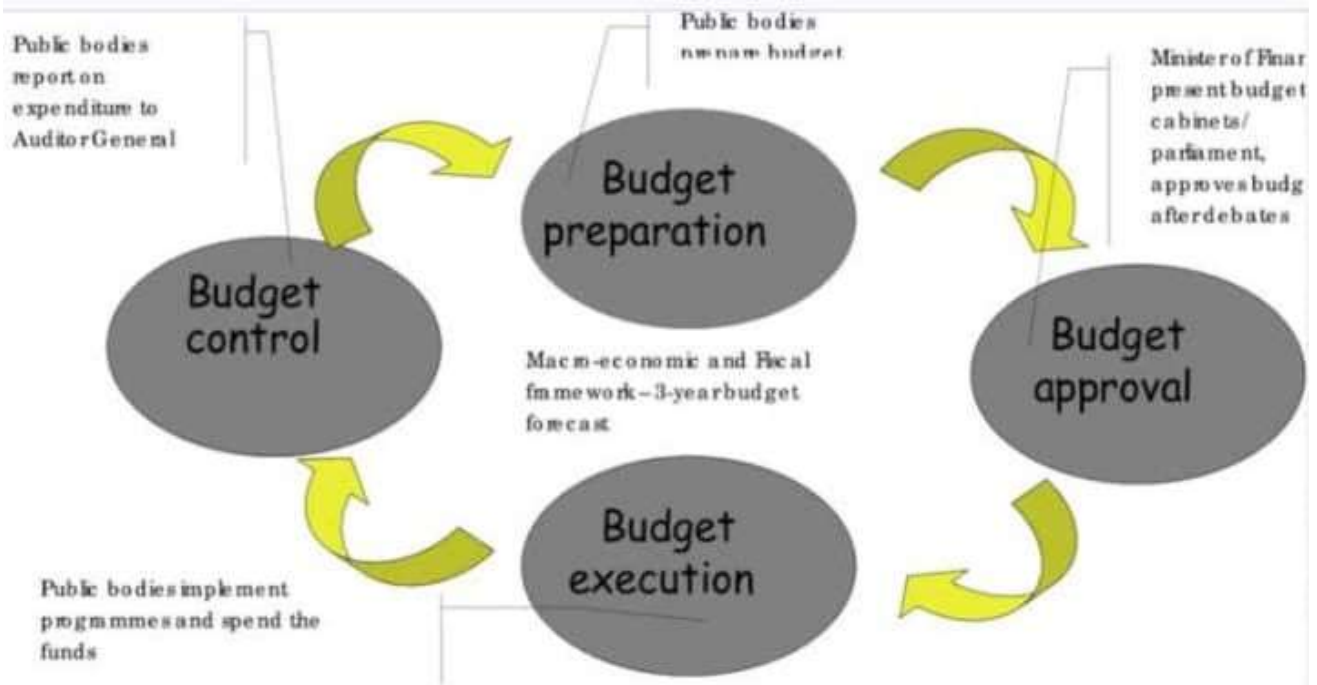 Public bodies
report on
expenditure to
Auditor General
Public bodies
budget
Minister of Finan
present budget
cabinets/
parliament,
approves budg
after debates
Budget
preparation
Budget
control
Budget
approval
Macro-economic and Fiscal
framework – 3-year budget
forecast
Budget
execution
Public bodies implement
programmes and spend the
funds